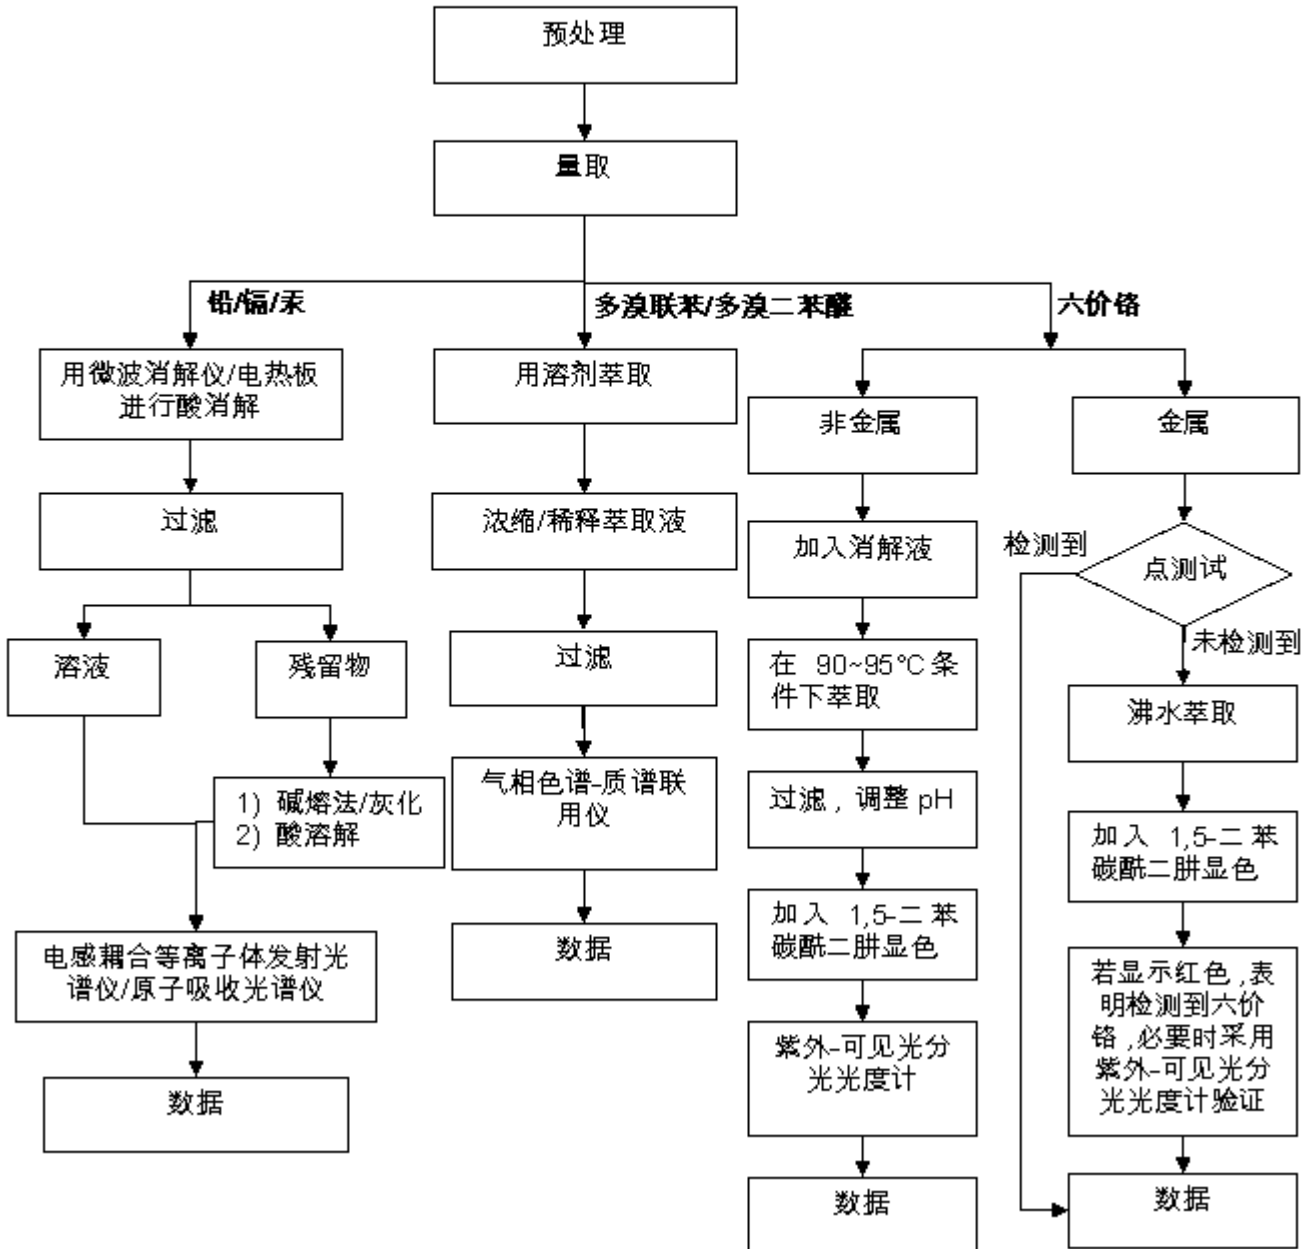 预处理
量取
铅/镉/汞
多溴联苯/多溴二苯醚
六价铬
用微波消解仪/电热板
进行酸消解
过滤
溶液
残留物
1) 碱熔法/灰化
2) 酸溶解
电感耦合等离子体发射光
谱仪/原子吸收光谱仪
数据
用溶剂萃取
浓缩/稀释萃取液
过滤
气相色谱-质谱联
用仪
数据
非金属
加入消解液
在 90~95°C 条
件下萃取
过滤, 调整 pH
加入 1,5-二苯
碳酰二肼显色
紫外-可见光分
光光度计
数据
金属
点测试
检测到
未检测到
沸水萃取
加入 1,5-二苯
碳酰二肼显色
若显示红色,表
明检测到六价
铬,必要时采用
紫外-可见光分
光光度计验证
数据